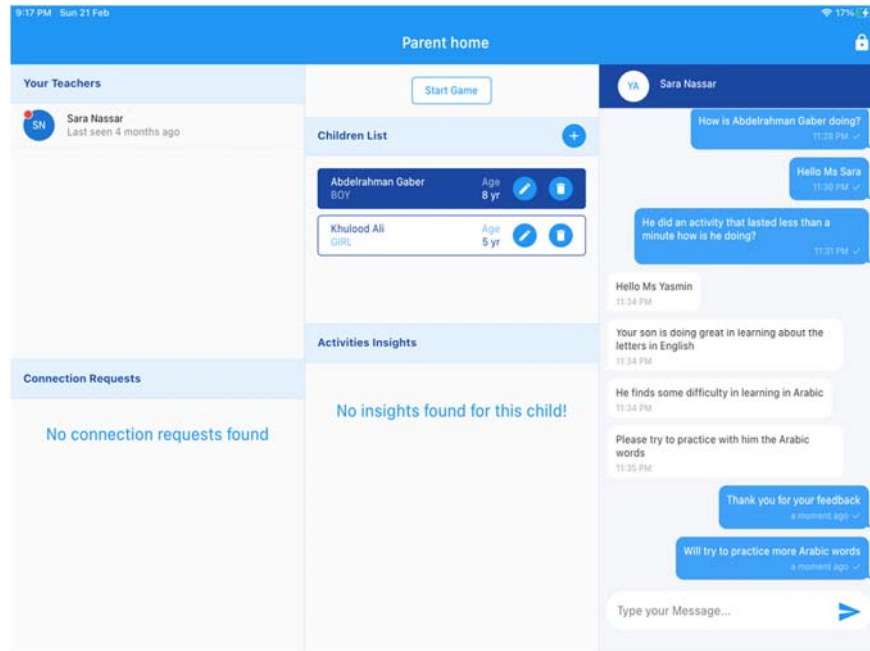 9:17 PM Sun 21 Feb
17%
Parent home
Your Teachers
SN
Sara Nassar
Last seen 4 months ago
Connection Requests
No connection requests found
Start Game
Children List
Abdelrahman Gaber
BOY
Age
8 yr
Khulood Ali
GIRL
Age
5 yr
Activities Insights
No insights found for this child!
YA
Sara Nassar
How is Abdelrahman Gaber doing?
11:28 PM
Hello Ms Sara
11:30 PM
He did an activity that lasted less than a
minute how is he doing?
11:31 PM
Hello Ms Yasmin
11:34 PM
Your son is doing great in learning about the
letters in English
11:34 PM
He finds some difficulty in learning in Arabic
11:34 PM
Please try to practice with him the Arabic
words
11:35 PM
Thank you for your feedback
a moment ago
Will try to practice more Arabic words
a moment ago
Type your Message...